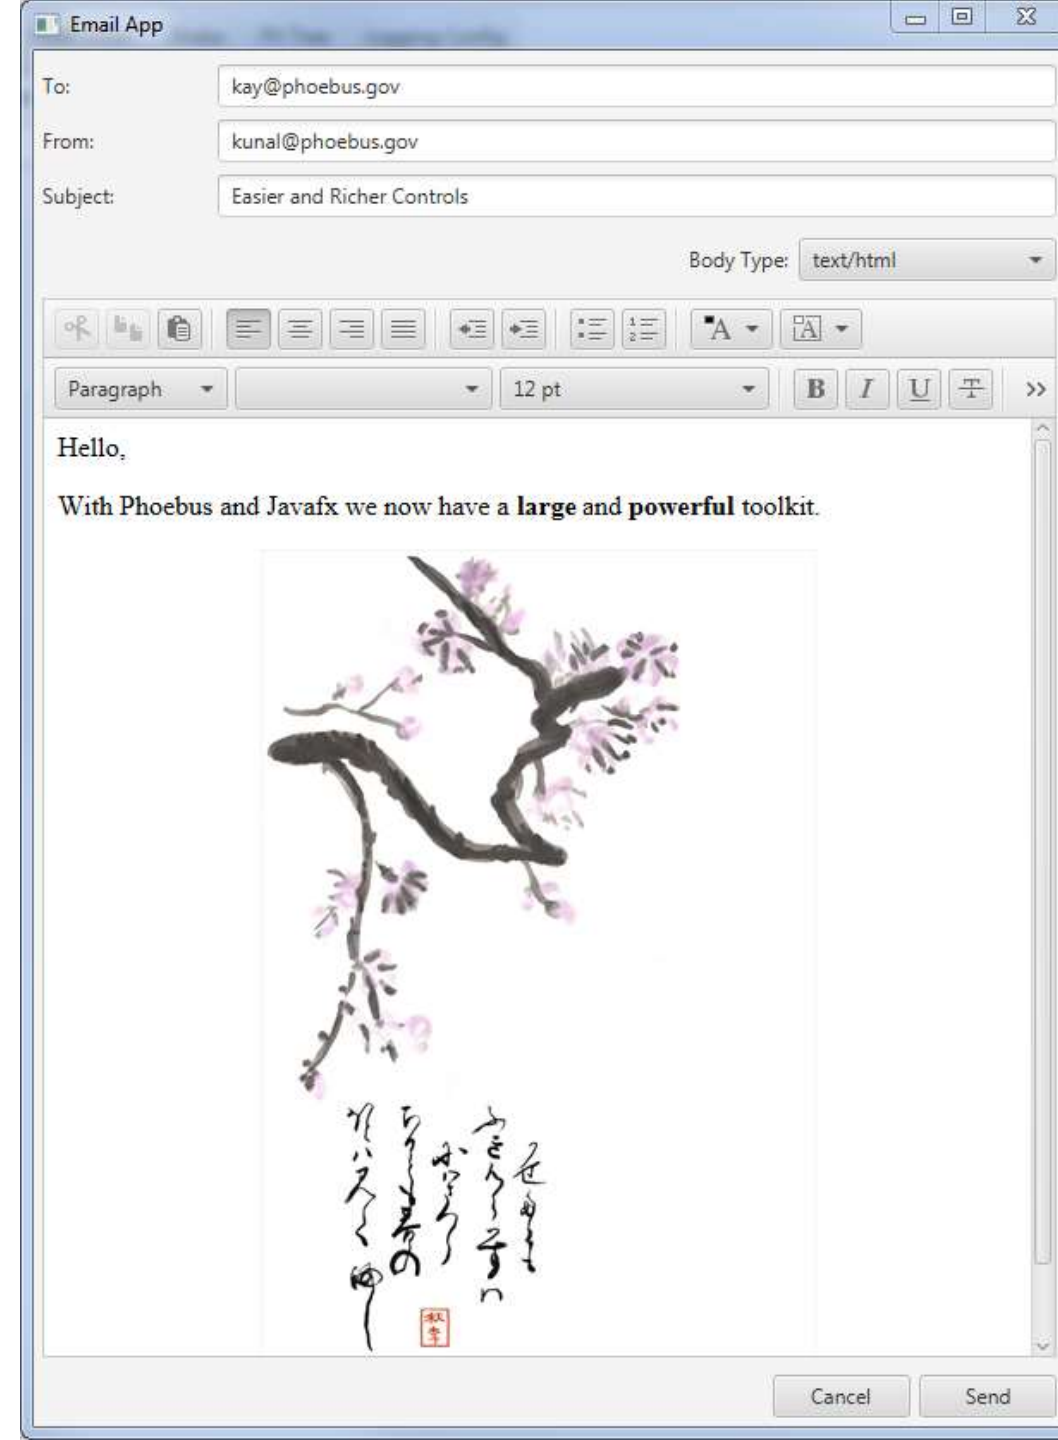 Email App
To:
kay@phoebus.gov
From:
kunal@phoebus.gov
Subject:
Easier and Richer Controls
Body Type:
text/html
A
A
Paragraph
12 pt
B I U T
Hello,
With Phoebus and Javafx we now have a large and powerful toolkit.
Cancel
Send